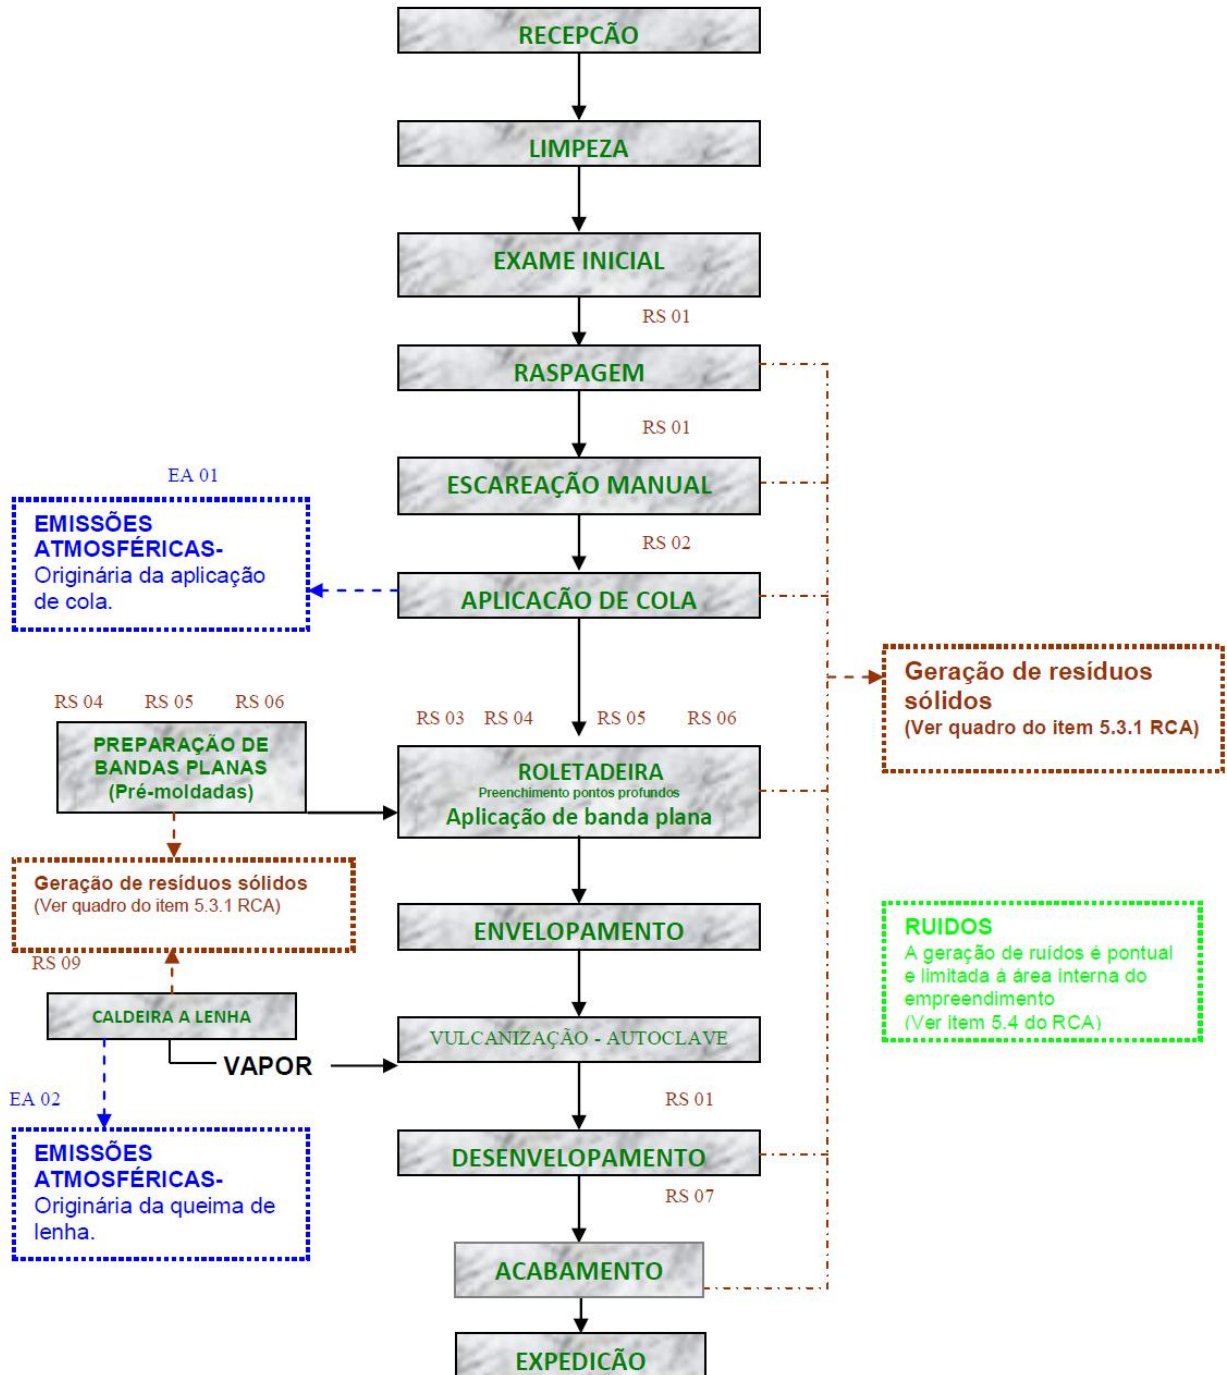 RECEPCÃO
LIMPEZA
EXAME INICIAL
RS 01
RASPAGEM
RS 01
ESCAREAÇÃO MANUAL
EA 01
EMISSÕES
ATMOSFÉRICAS-
Originária da aplicação
de cola.
RS 02
APLICACÃO DE COLA
Geração de resíduos
sólidos
(Ver quadro do item 5.3.1 RCA)
RS 04 RS 05 RS 06
PREPARAÇÃO DE
BANDAS PLANAS
(Pré-moldadas)
RS 03 RS 04 RS 05 RS 06
ROLETADEIRA
Preenchimento pontos profundos
Aplicação de banda plana
Geração de resíduos sólidos
(Ver quadro do item 5.3.1 RCA)
ENVELOPAMENTO
RUIDOS
A geração de ruídos é pontual
e limitada à área interna do
empreendimento
(Ver item 5.4 do RCA)
RS 09
CALDEIRA A LENHA
VULCANIZAÇÃO - AUTOCLAVE
VAPOR
EA 02
EMISSÕES
ATMOSFÉRICAS-
Originária da queima de
lenha.
RS 01
DESENVELOPAMENTO
RS 07
ACABAMENTO
EXPEDICÃO